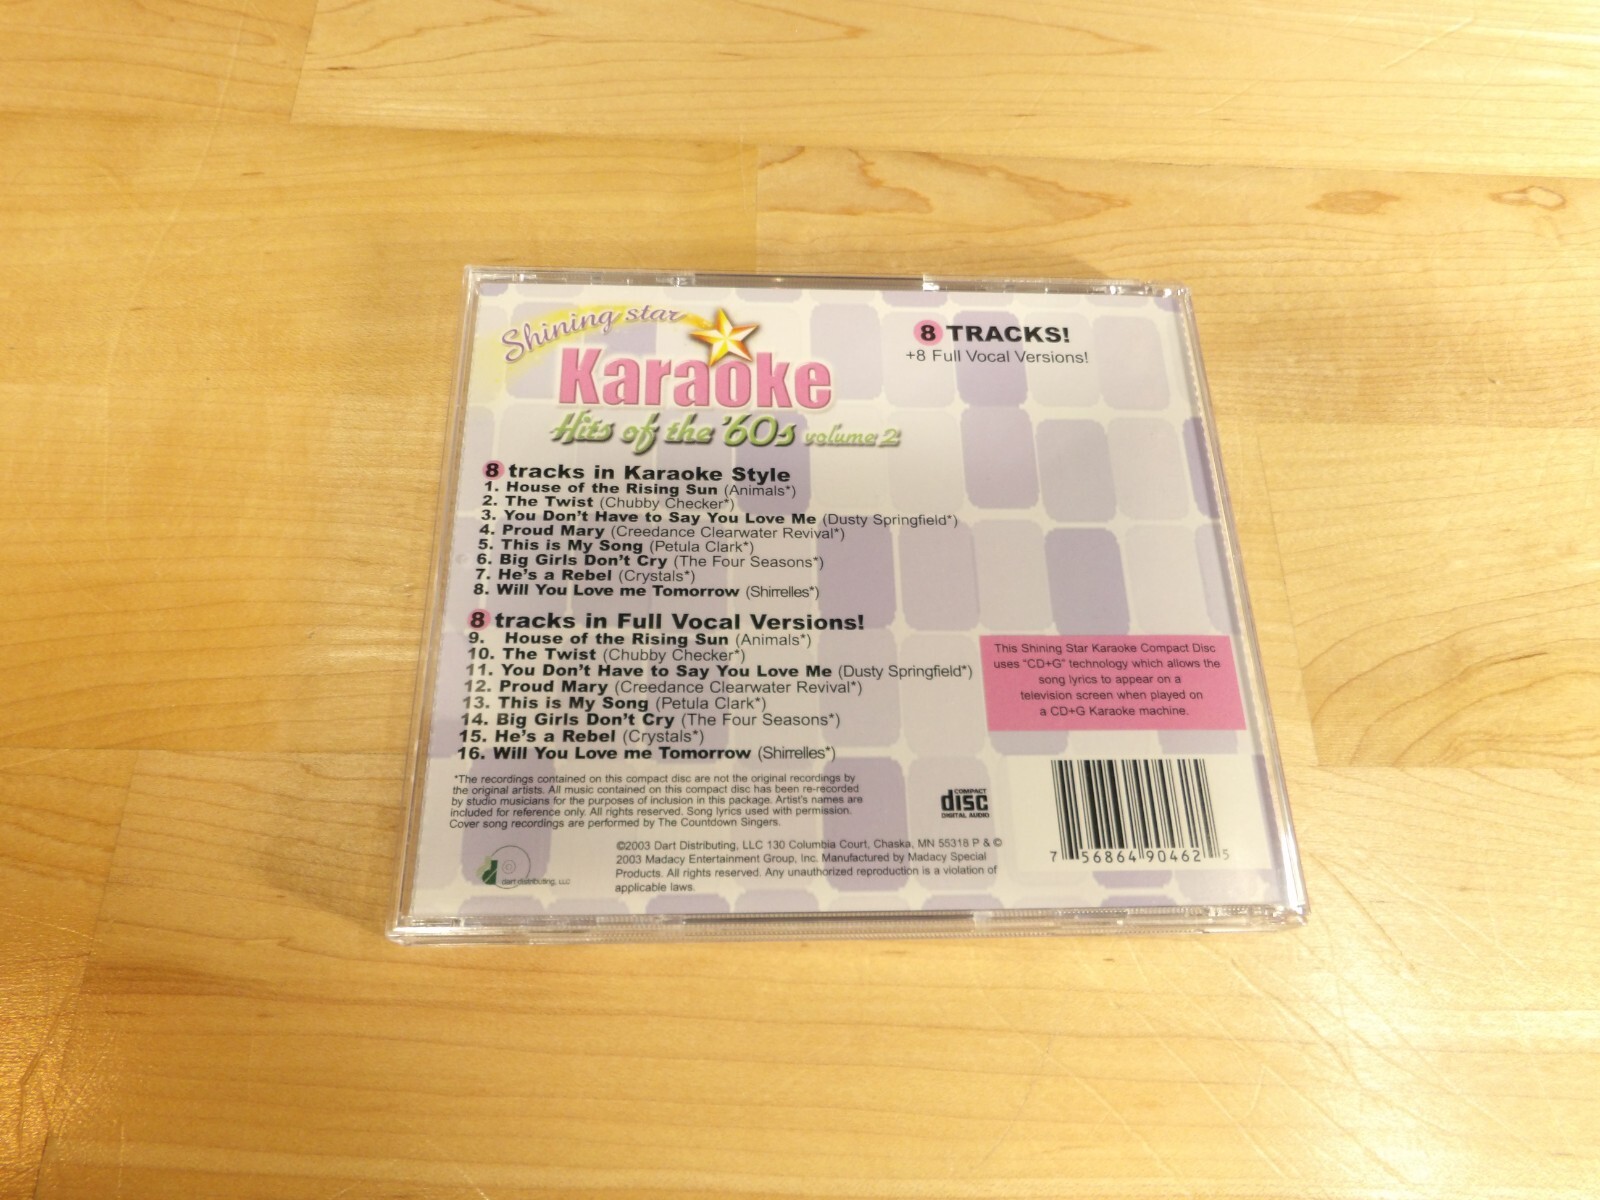 Shining star
Karaoke
Hits of the '60s volume 2
8 TRACKS!
+8 Full Vocal Versions!
8 tracks in Karaoke Style
1. House of the Rising Sun (Animals*)
2. The Twist (Chubby Checker*)
3. You Don't Have to Say You Love Me (Dusty Springfield*)
4. Proud Mary (Creedance Clearwater Revival*)
5. This is My Song (Petula Clark*)
6. Big Girls Don't Cry (The Four Seasons*)
7. He's a Rebel (Crystals*)
8. Will You Love me Tomorrow (Shirrelles*)
8 tracks in Full Vocal Versions!
9. House of the Rising Sun (Animals*)
10. The Twist (Chubby Checker*)
11. You Don't Have to Say You Love Me (Dusty Springfield*)
12. Proud Mary (Creedance Clearwater Revival*)
13. This is My Song (Petula Clark*)
14. Big Girls Don't Cry (The Four Seasons*)
15. He's a Rebel (Crystals*)
16. Will You Love me Tomorrow (Shirrelles*)
This Shining Star Karaoke Compact Disc
uses "CD+G" technology which allows the
song lyrics to appear on a
television screen when played on
a CD+G Karaoke machine.
*The recordings contained on this compact disc are not the original recordings by
the original artists. All music contained on this compact disc has been re-recorded
by studio musicians for the purposes of inclusion in this package. Artist's names are
included for reference only. All rights reserved. Song lyrics used with permission.
Cover song recordings are performed by The Countdown Singers.
COMPACT
disc
DIGITAL AUDIO
dart distributing, LLC
©2003 Dart Distributing, LLC 130 Columbia Court, Chaska, MN 55318 P & ©
2003 Madacy Entertainment Group, Inc. Manufactured by Madacy Special
Products. All rights reserved. Any unauthorized reproduction is a violation of
applicable laws.
7 56864 90462 5